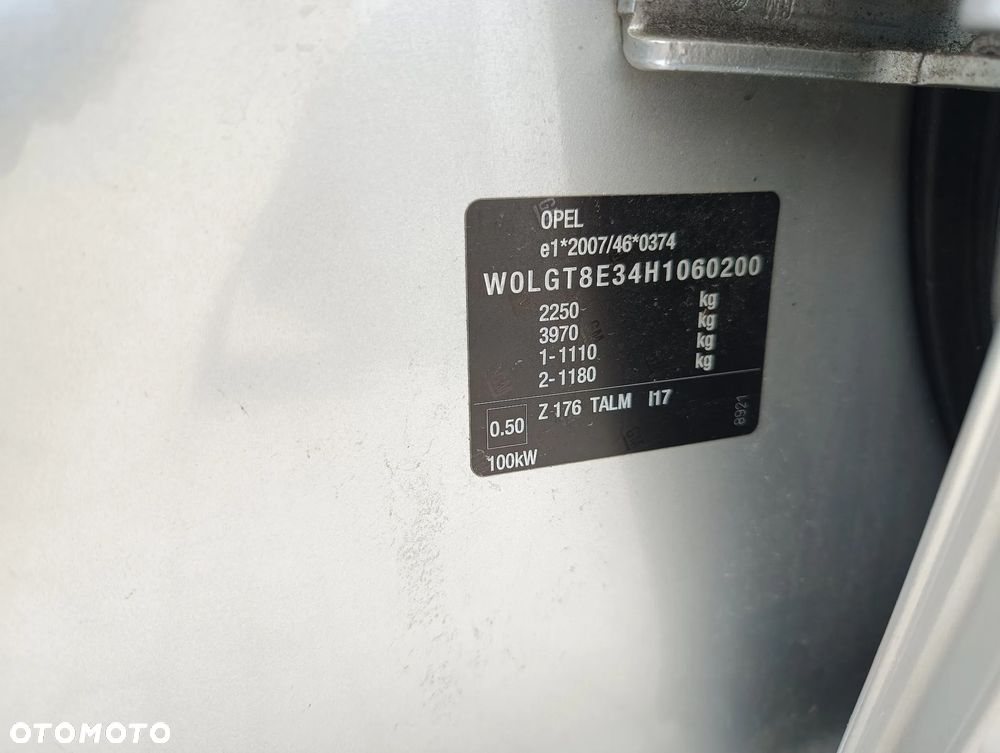 OPEL
e1*2007/46*0374
W0LGT8E34H1060200
2250 kg
3970 kg
1-1110 kg
2-1180 kg
0.50 Z 176 TALM I17
8921
100kW
OTOMOTO